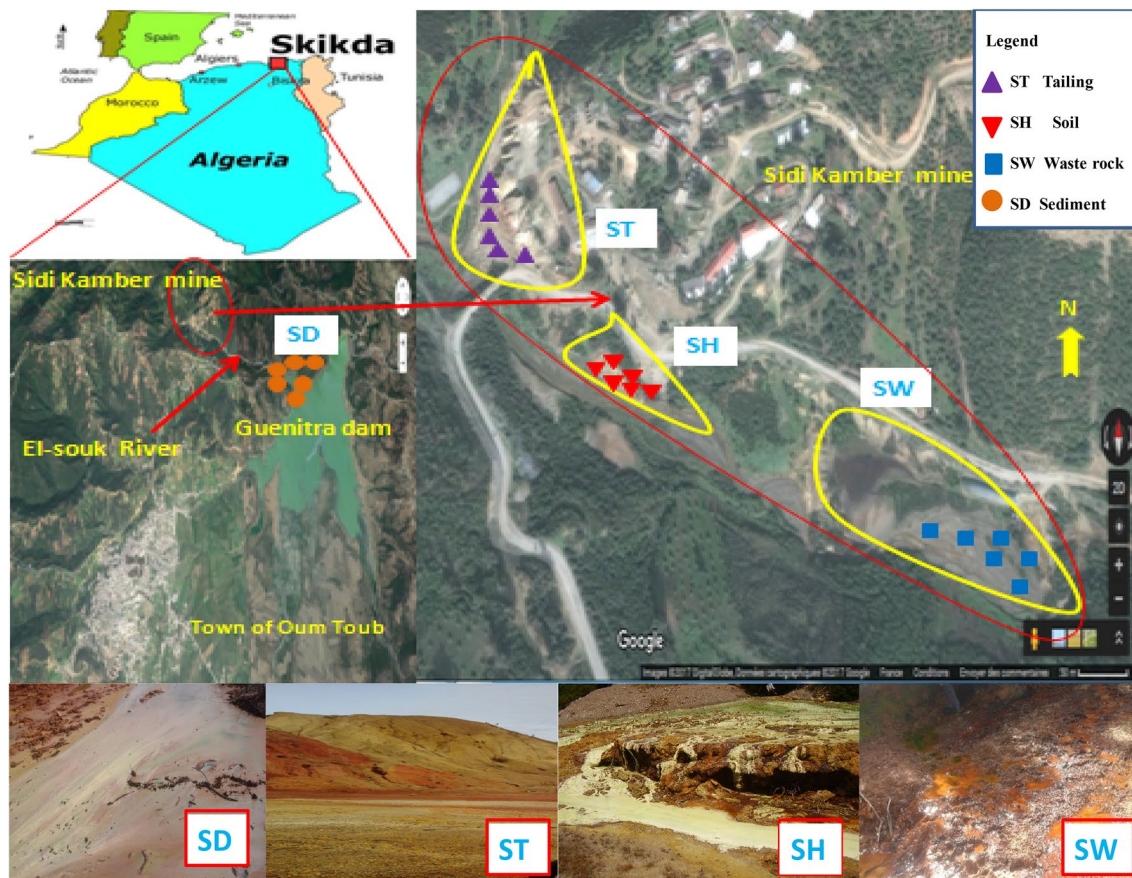 Mediterranean
Sea
Spain
Skikda
Algiers
Atlantic
Ocean
Arzew
Biskda
Tunisia
Morocco
Algeria
Legend
ST Tailing
SH Soil
SW Waste rock
SD Sediment
Sidi Kamber mine
ST
SH
SW
N
2D
Google
Sidi Kamber mine
SD
Guenitra dam
El-souk River
Town of Oum Toub
SD
ST
SH
SW